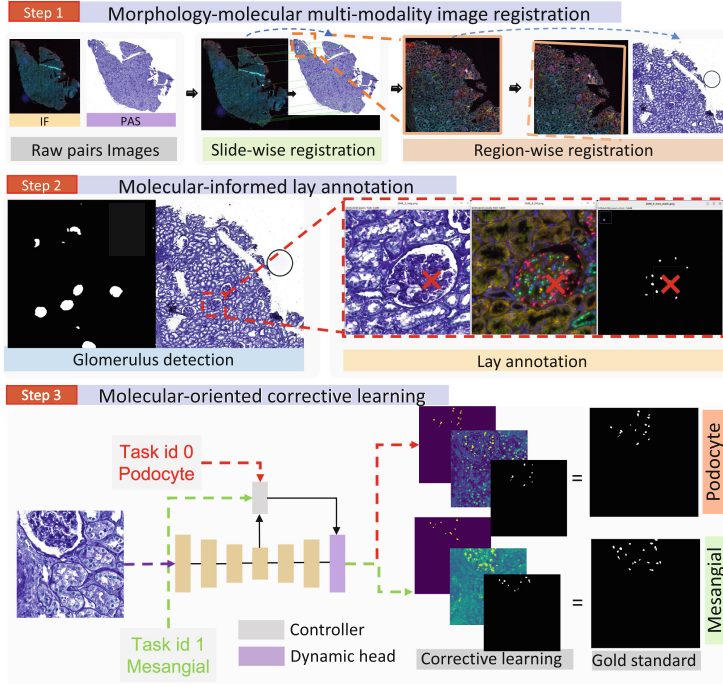 Step 1
Morphology-molecular multi-modality image registration
IF
PAS
Raw pairs Images
Slide-wise registration
Region-wise registration
Step 2
Molecular-informed lay annotation
Glomerulus detection
Lay annotation
Step 3
Molecular-oriented corrective learning
Task id 0
Podocyte
Task id 1
Mesangial
Controller
Dynamic head
=
=
Corrective learning
Gold standard
Podocyte
Mesangial